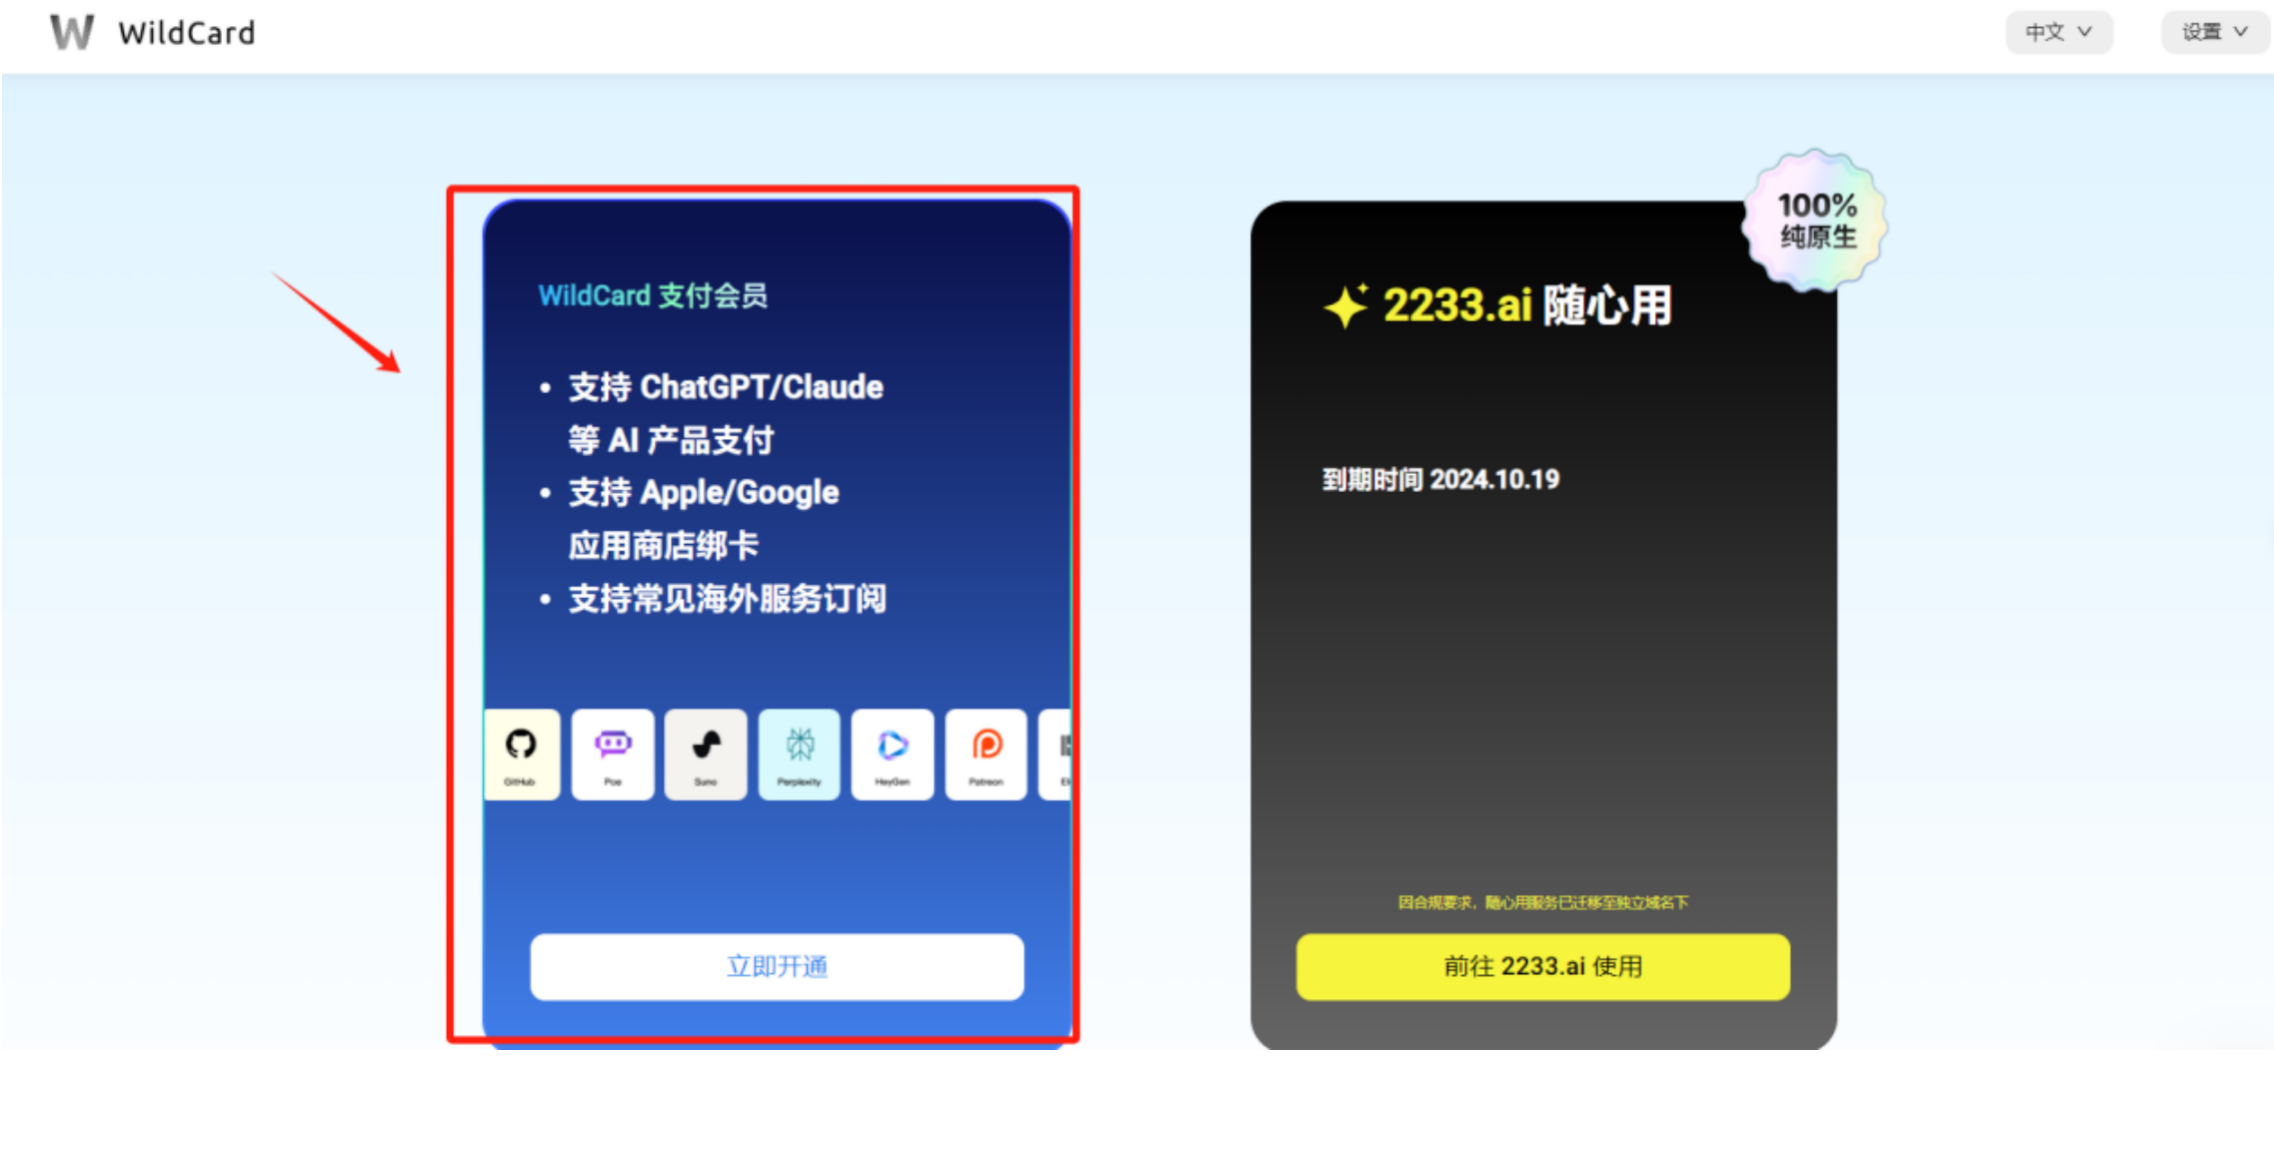 W WildCard
中文
设置
WildCard 支付会员
• 支持 ChatGPT/Claude
等 AI 产品支付
• 支持 Apple/Google
应用商店绑卡
• 支持常见海外服务订阅
GitHub
Poe
Suno
Perplexity
HeyGen
Patreon
立即开通
100%
纯原生
2233.ai 随心用
到期时间 2024.10.19
因合规要求，随心用服务已迁移至独立域名下
前往 2233.ai 使用